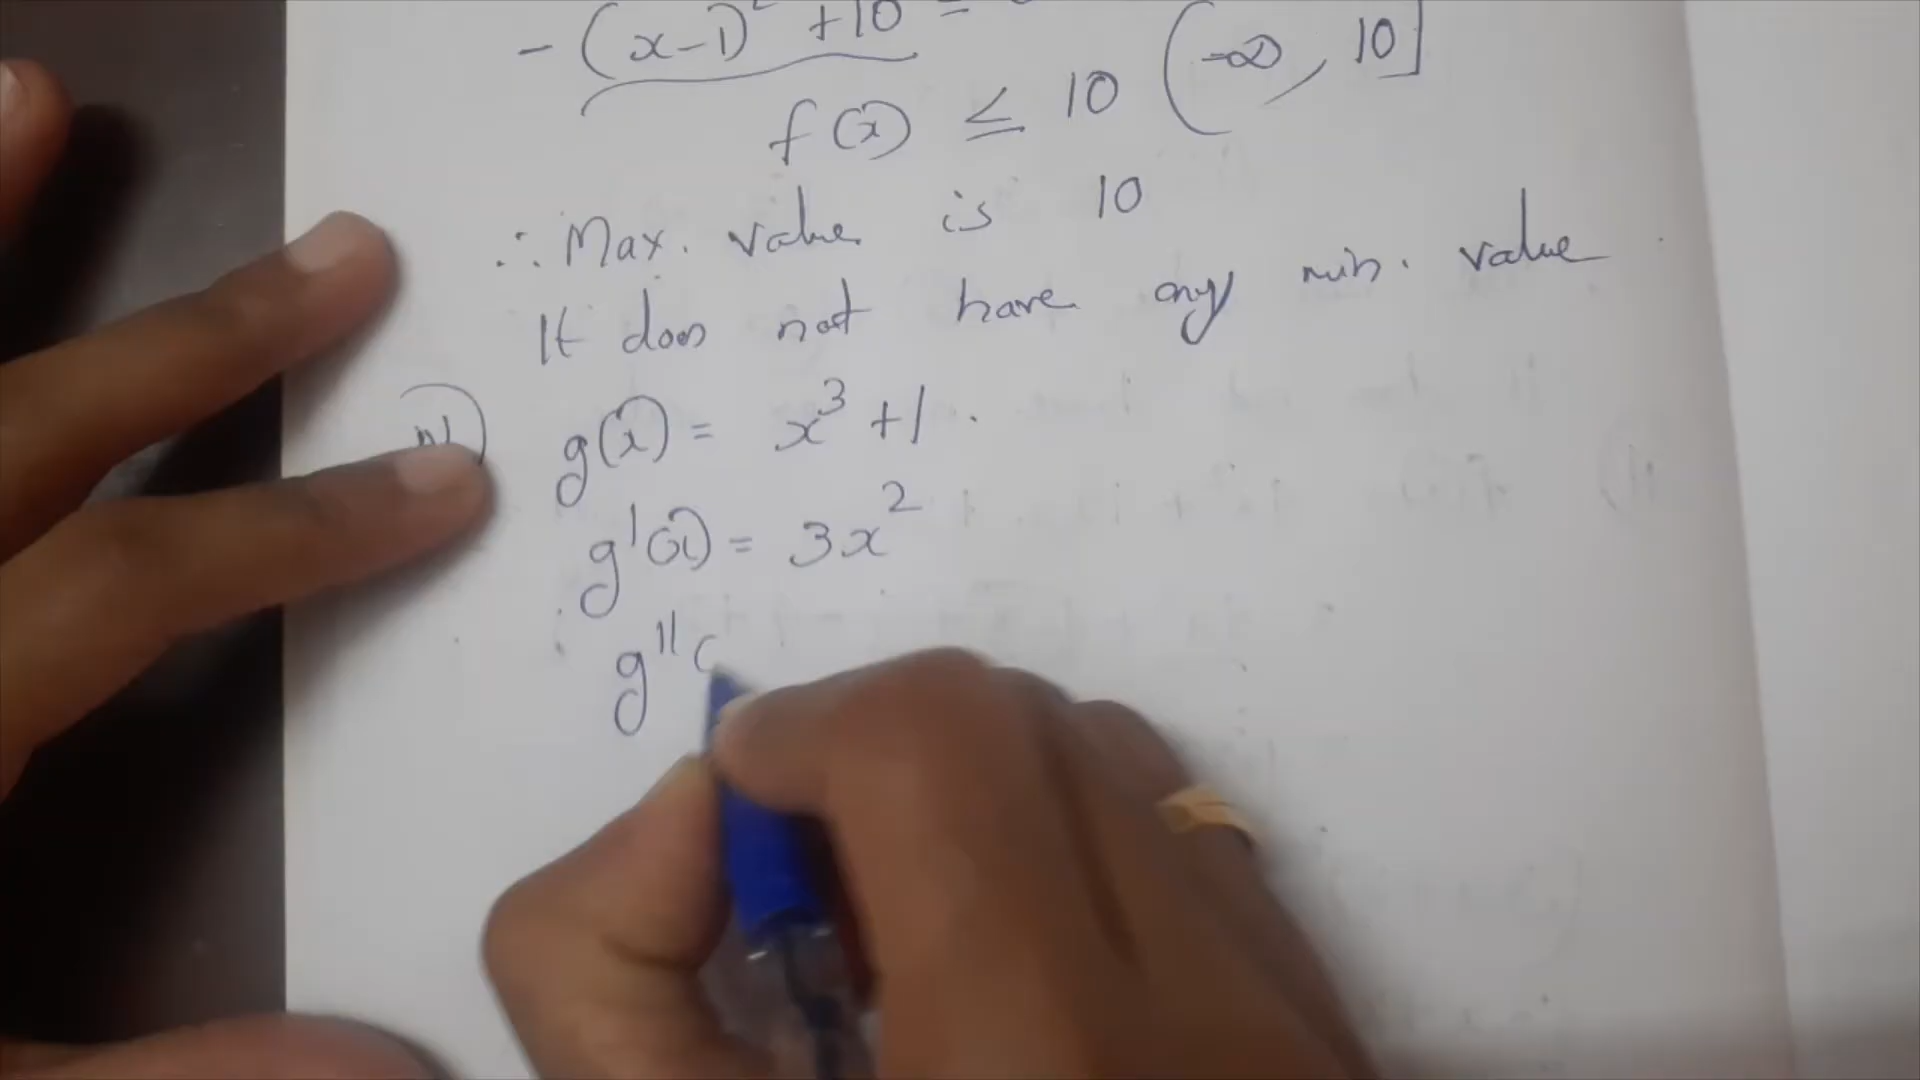 - (x-1)² + 10 =
f(x) ≤ 10 (-∞, 10]
∴ Max. value is 10
It does not have any min. value
iv) g(x) = x³ + 1.
g'(x) = 3x²
g''(